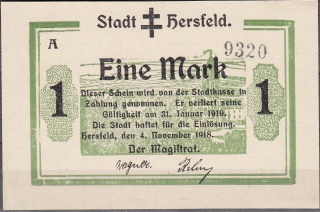 Stadt Hersfeld.
A
9320
Eine Mark
1 1
Dieser Schein wird von der Stadtkasse in
Zahlung genommen. Er verliert seine
Gültigkeit am 31. Januar 1919.
Die Stadt haftet für die Einlösung.
Hersfeld, den 4. November 1918.
Der Magistrat.